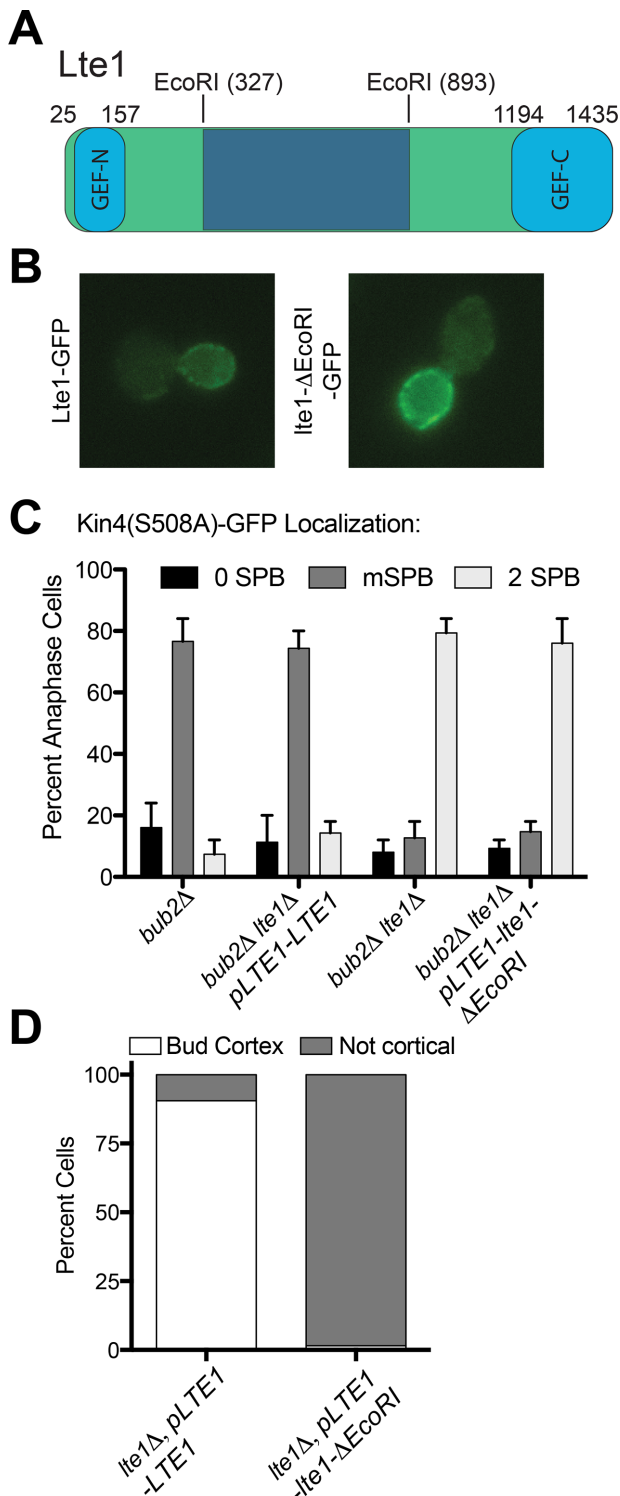 A
Lte1
EcoRI (327) EcoRI (893)
25 157 1194 1435
GEF-N
GEF-C
B
Lte1-GFP
lte1-ΔEcoRI
-GFP
C
Kin4(S508A)-GFP Localization:
0 SPB mSPB 2 SPB
Percent Anaphase Cells
100
80
60
40
20
0
bub2Δ
bub2Δ lte1Δ
pLTE1-LTE1
bub2Δ lte1Δ
bub2Δ lte1Δ
pLTE1-lte1-
ΔEcoRI
D
Bud Cortex Not cortical
Percent Cells
100
75
50
25
0
lte1Δ, pLTE1
-LTE1
lte1Δ, pLTE1
-lte1-ΔEcoRI